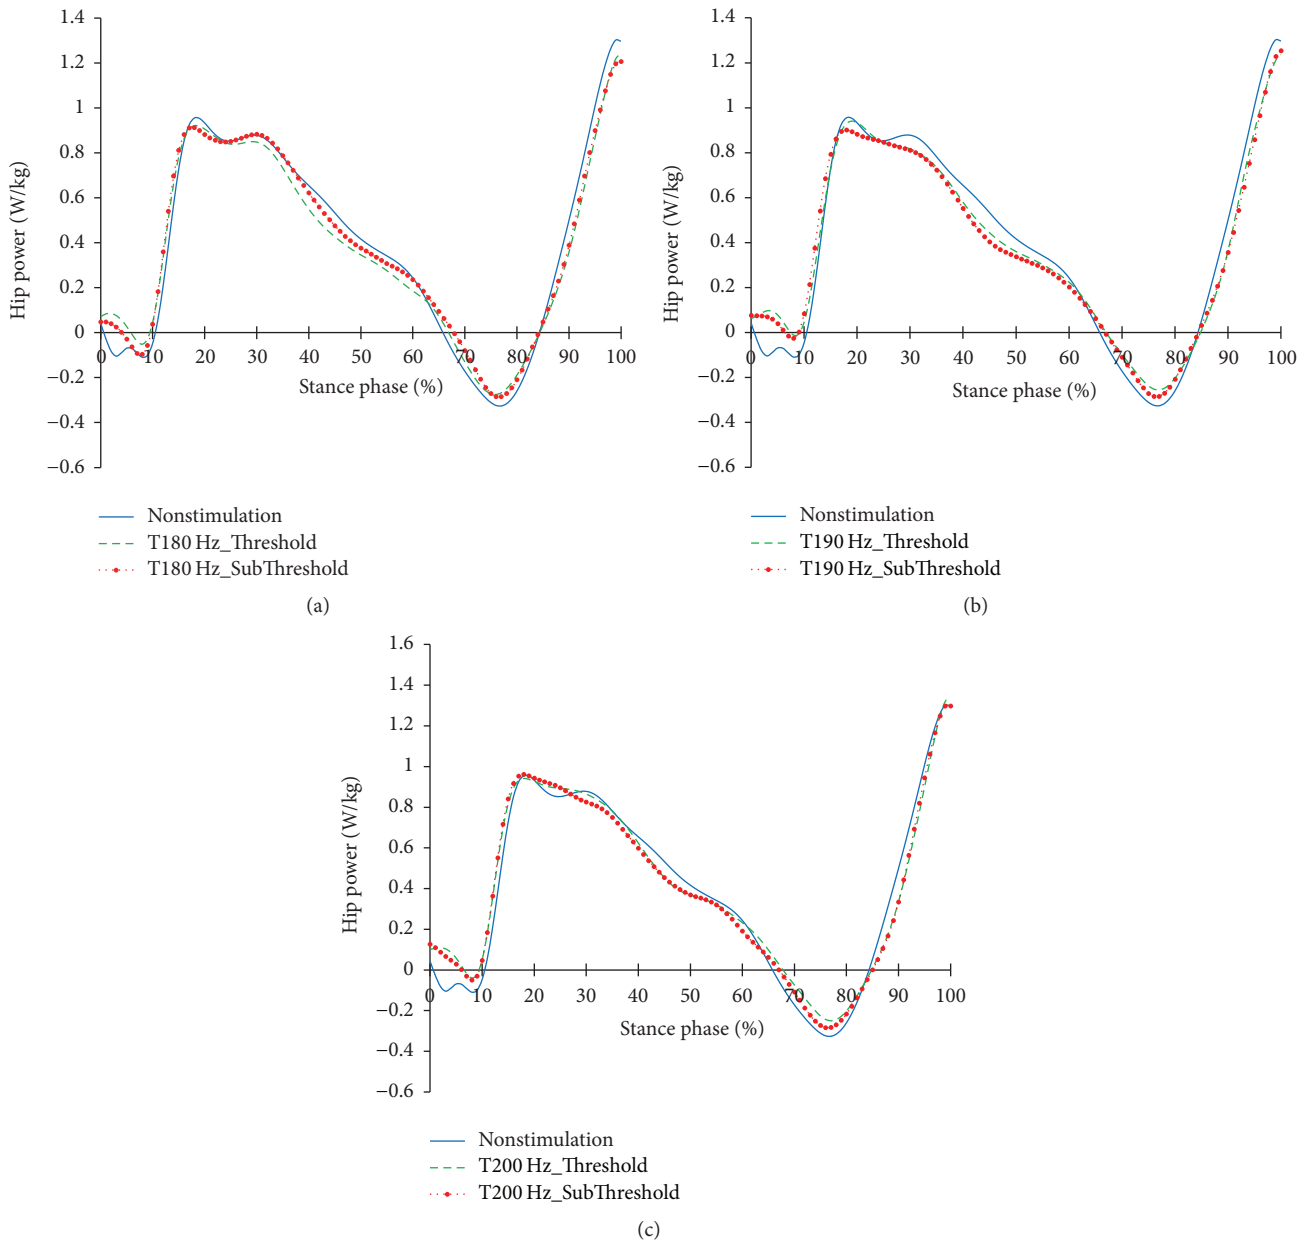 1.4
1.2
1
0.8
0.6
0.4
0.2
0
−0.2
−0.4
−0.6
Hip power (W/kg)
0 10 20 30 40 50 60 70 80 90 100
Stance phase (%)
Nonstimulation
T180 Hz_Threshold
T180 Hz_SubThreshold
(a)
1.4
1.2
1
0.8
0.6
0.4
0.2
0
−0.2
−0.4
−0.6
Hip power (W/kg)
0 10 20 30 40 50 60 70 80 90 100
Stance phase (%)
Nonstimulation
T190 Hz_Threshold
T190 Hz_SubThreshold
(b)
1.6
1.4
1.2
1
0.8
0.6
0.4
0.2
0
−0.2
−0.4
−0.6
Hip power (W/kg)
0 10 20 30 40 50 60 70 80 90 100
Stance phase (%)
Nonstimulation
T200 Hz_Threshold
T200 Hz_SubThreshold
(c)